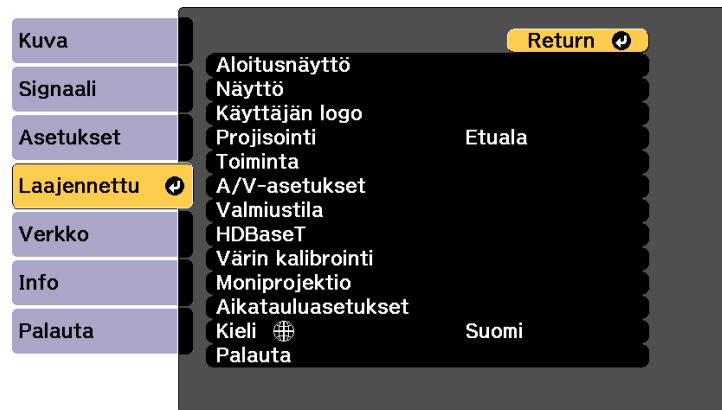 Kuva
Signaali
Asetukset
Laajennettu
Verkko
Info
Palauta
Return
Aloitusnäyttö
Näyttö
Käyttäjän logo
Projisointi Etuala
Toiminta
A/V-asetukset
Valmiustila
HDBaseT
Värin kalibrointi
Moniprojektio
Aikatauluasetukset
Kieli Suomi
Palauta